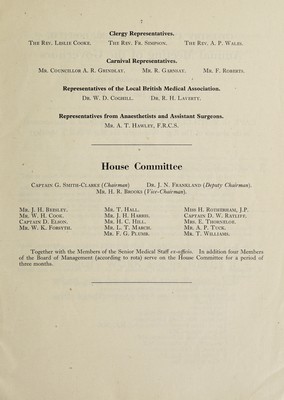 7
Clergy Representatives.
The Rev. Leslie Cooke. The Rev. Fr. Simpson. The Rev. A. P. Wales.
Carnival Representatives.
Mr. Councillor A. R. Grindlay. Mr. R. Garnsay. Mr. F. Roberts.
Representatives of the Local British Medical Association.
Dr. W. D. Coghill. Dr. R. H. Laverty.
Representatives from Anaesthetists and Assistant Surgeons.
Mr. A. T. Hawley, F.R.C.S.
House Committee
Captain G. Smith-Clarke (Chairman) Dr. J. N. Frankland (Deputy Chairman).
Mr. H. R. Brooks (Vice-Chairman).
Mr. J. H. Beesley. Mr. T. Hall. Miss H. Rotherham, J.P.
Mr. W. H. Cook. Mr. J. H. Harris. Captain D. W. Ratliff.
Captain D. Elson. Mr. H. C. Hill. Mrs. E. Thorneloe.
Mr. W. K. Forsyth. Mr. L. T. March. Mr. A. P. Tuck.
Mr. F. G. Plumb. Mr. T. Williams.
Together with the Members of the Senior Medical Staff ex-officio. In addition four Members
of the Board of Management (according to rota) serve on the House Committee for a period of
three months.